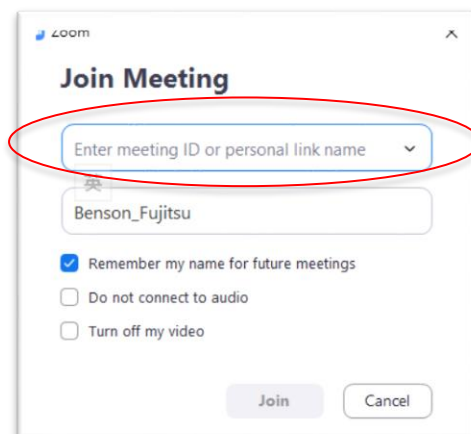 Zoom
Join Meeting
Enter meeting ID or personal link name
英
Benson_Fujitsu
Remember my name for future meetings
Do not connect to audio
Turn off my video
Join
Cancel